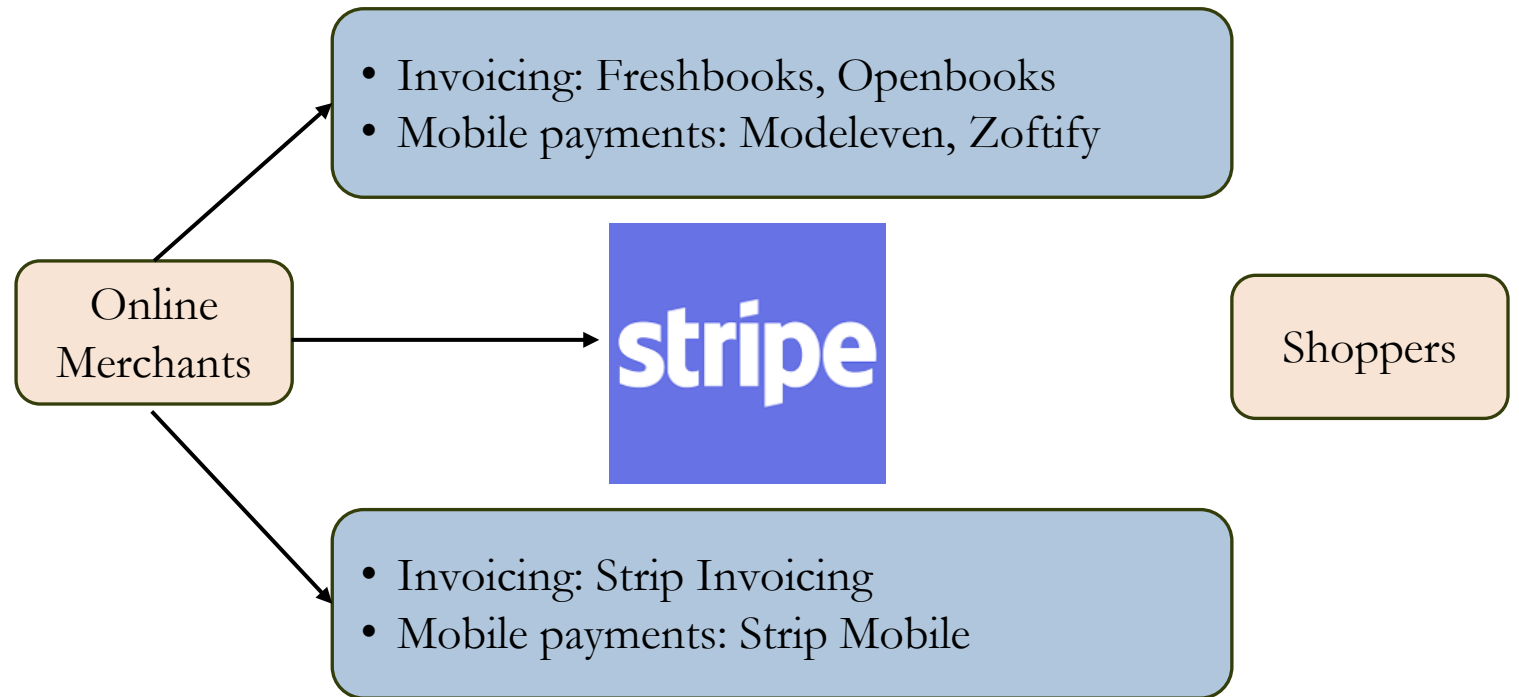 • Invoicing: Freshbooks, Openbooks
• Mobile payments: Modeleven, Zoftify
Online
Merchants
stripe
Shoppers
• Invoicing: Strip Invoicing
• Mobile payments: Strip Mobile